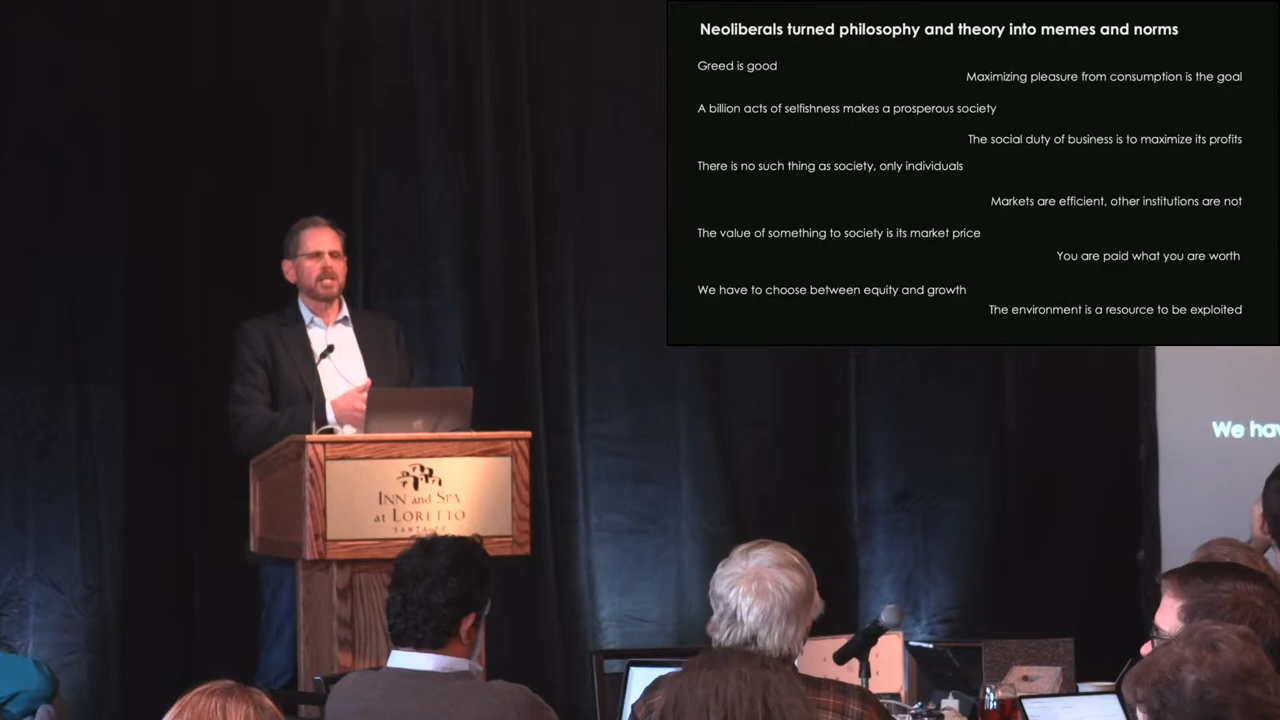 Neoliberals turned philosophy and theory into memes and norms
Greed is good
Maximizing pleasure from consumption is the goal
A billion acts of selfishness makes a prosperous society
The social duty of business is to maximize its profits
There is no such thing as society, only individuals
Markets are efficient, other institutions are not
The value of something to society is its market price
You are paid what you are worth
We have to choose between equity and growth
The environment is a resource to be exploited
We hav
INN and SPA
at LORETTO
SANTA FE